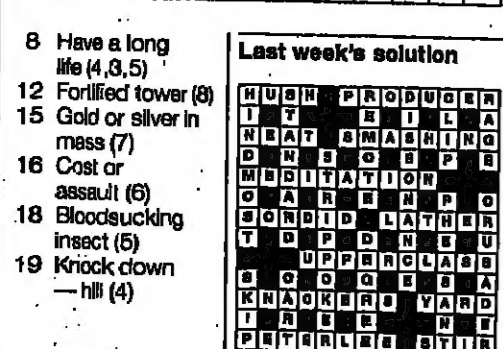 8 Have a long
life (4,3,5)
12 Fortified tower (8)
15 Gold or silver in
mass (7)
16 Cost or
assault (6)
18 Bloodsucking
insect (5)
19 Knock down
— hill (4)
Last week's solution
HUSH PRODUCER
I T E I L A
NEAT SMASHING
D N S O B P E
MEDITATION
O A R E N P O
SORDID LATHER
T D P D N E U
UPPERCLASS
S C O G E S A
KNACKERS YARD
I R E E N E
PETERLEE STIR